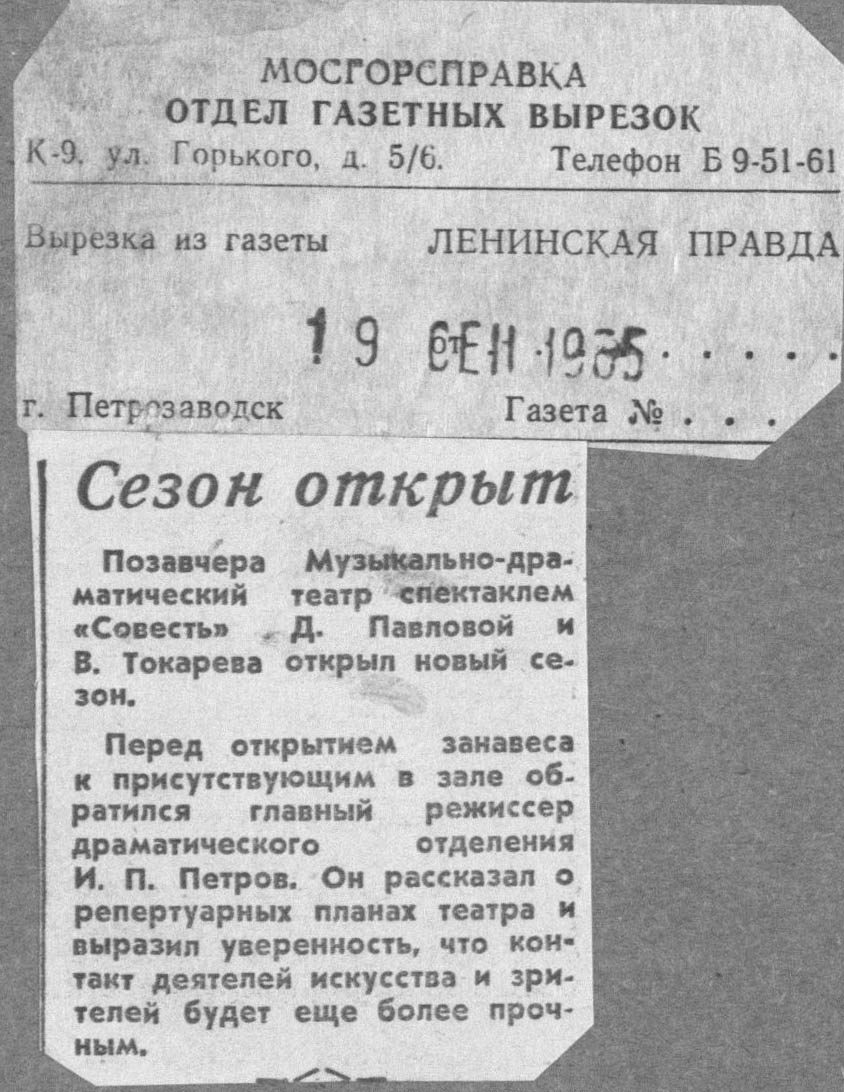 МОСГОРСПРАВКА
ОТДЕЛ ГАЗЕТНЫХ ВЫРЕЗОК
К-9, ул. Горького, д. 5/6. Телефон Б 9-51-61
Вырезка из газеты ЛЕНИНСКАЯ ПРАВДА
19 СЕН 1965 . . . . .
г. Петрозаводск Газета № . . .
Сезон открыт
Позавчера Музыкально-дра-
матический театр спектаклем
«Совесть» Д. Павловой и
В. Токарева открыл новый се-
зон.
Перед открытием занавеса
к присутствующим в зале об-
ратился главный режиссер
драматического отделения
И. П. Петров. Он рассказал о
репертуарных планах театра и
выразил уверенность, что кон-
такт деятелей искусства и зри-
телей будет еще более проч-
ным.